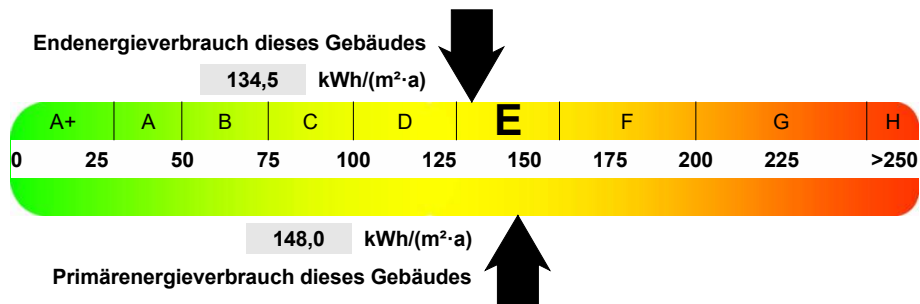 Endenergieverbrauch dieses Gebäudes
134,5 kWh/(m²·a)
A+ A B C D E F G H
0 25 50 75 100 125 150 175 200 225 >250
148,0 kWh/(m²·a)
Primärenergieverbrauch dieses Gebäudes